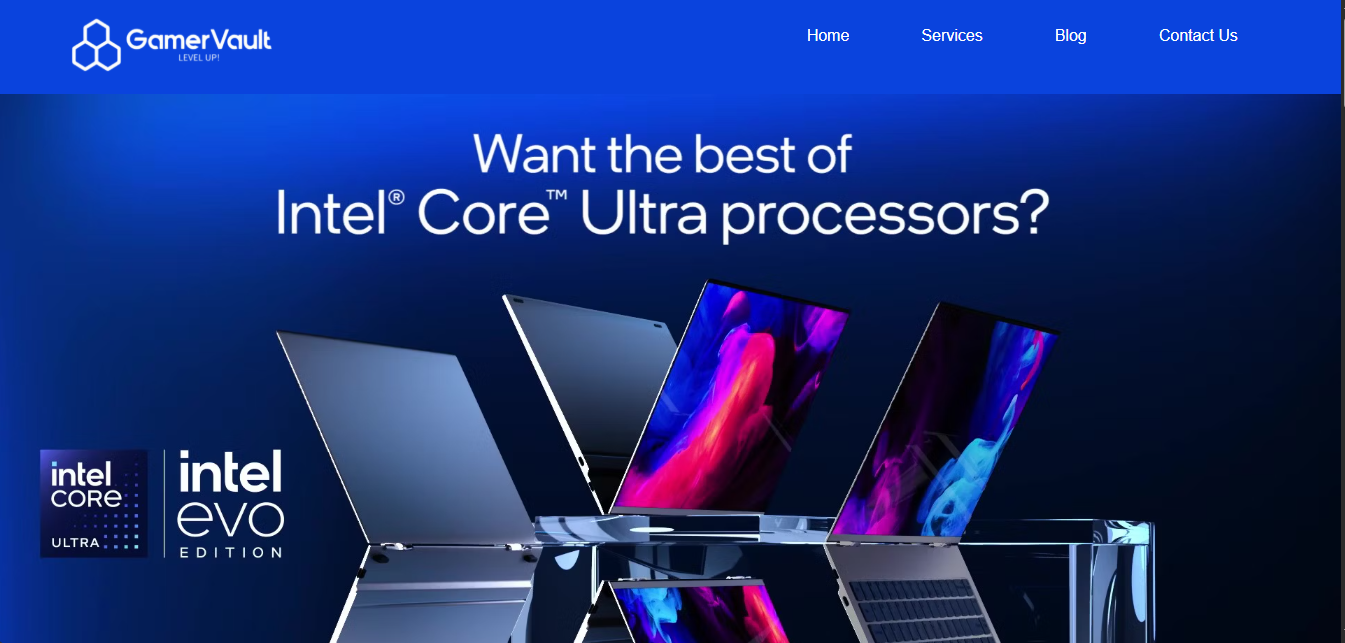 GamerVault
LEVEL UP!
Home
Services
Blog
Contact Us
Want the best of
Intel® Core™ Ultra processors?
intel
CORE
ULTRA
intel
evo
EDITION